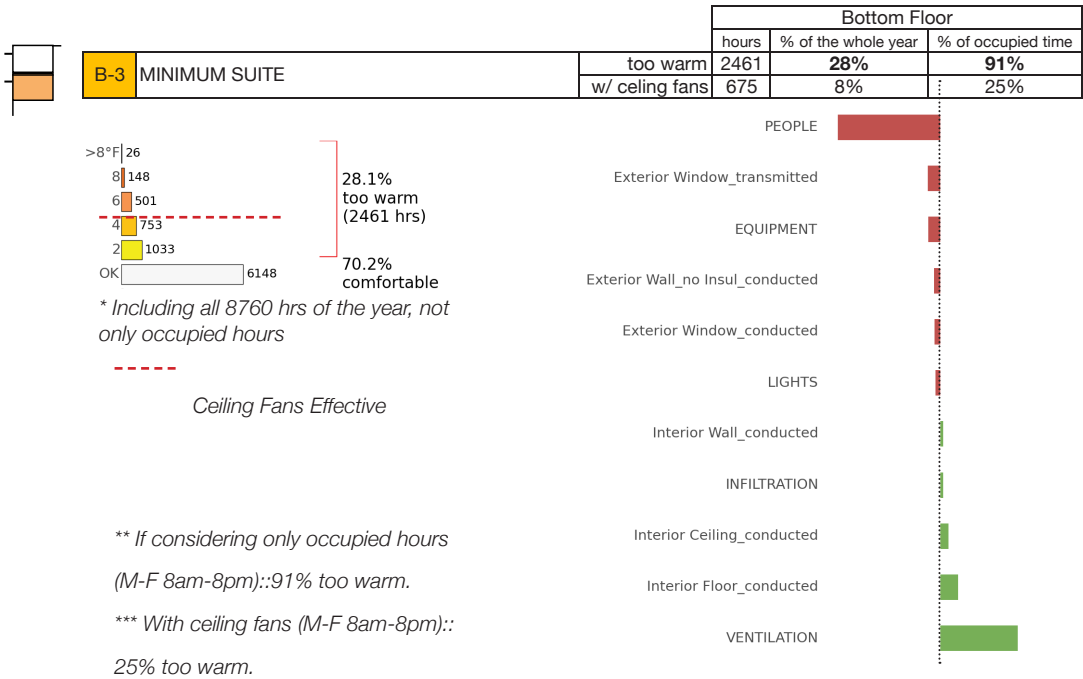 Bottom Floor
hours % of the whole year % of occupied time
B-3 MINIMUM SUITE too warm 2461 28% 91%
w/ celing fans 675 8% 25%
>8°F 26
8 148
6 501
4 753
2 1033
OK 6148
28.1%
too warm
(2461 hrs)
70.2%
comfortable
* Including all 8760 hrs of the year, not
only occupied hours
Ceiling Fans Effective
** If considering only occupied hours
(M-F 8am-8pm)::91% too warm.
*** With ceiling fans (M-F 8am-8pm)::
25% too warm.
PEOPLE
Exterior Window_transmitted
EQUIPMENT
Exterior Wall_no Insul_conducted
Exterior Window_conducted
LIGHTS
Interior Wall_conducted
INFILTRATION
Interior Ceiling_conducted
Interior Floor_conducted
VENTILATION